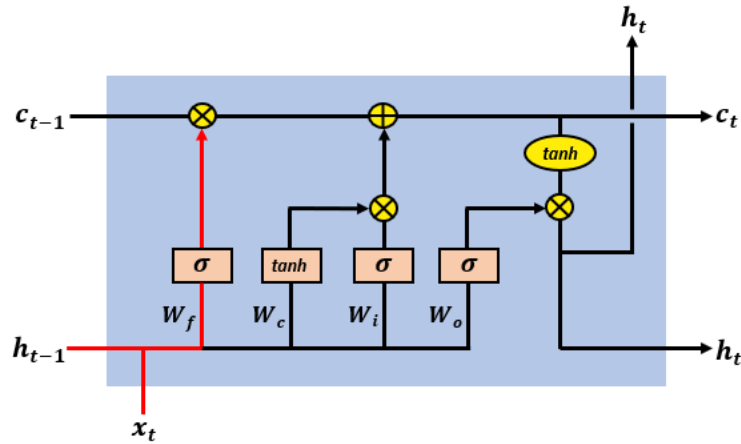 h_t
c_{t-1}
c_t
tanh
σ
tanh
σ
σ
W_f
W_c
W_i
W_o
h_{t-1}
h_t
x_t